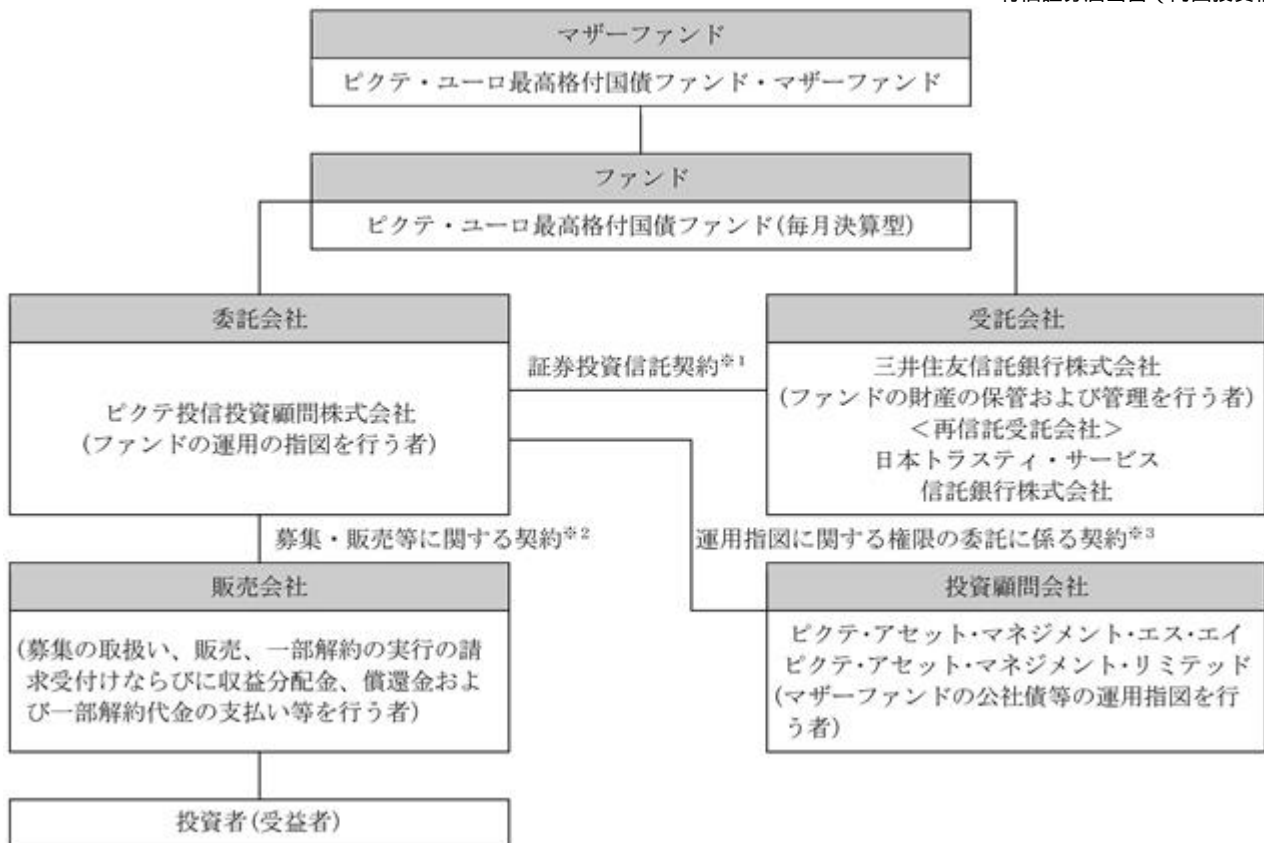 マザーファンド
ピクテ・ユーロ最高格付国債ファンド・マザーファンド
ファンド
ピクテ・ユーロ最高格付国債ファンド(毎月決算型)
委託会社
ピクテ投信投資顧問株式会社
(ファンドの運用の指図を行う者)
証券投資信託契約※1
受託会社
三井住友信託銀行株式会社
(ファンドの財産の保管および管理を行う者)
＜再信託受託会社＞
日本トラスティ・サービス
信託銀行株式会社
募集・販売等に関する契約※2
運用指図に関する権限の委託に係る契約※3
販売会社
(募集の取扱い、販売、一部解約の実行の請
求受付けならびに収益分配金、償還金およ
び一部解約代金の支払い等を行う者)
投資顧問会社
ピクテ・アセット・マネジメント・エス・エイ
ピクテ・アセット・マネジメント・リミテッド
(マザーファンドの公社債等の運用指図を行
う者)
投資者(受益者)